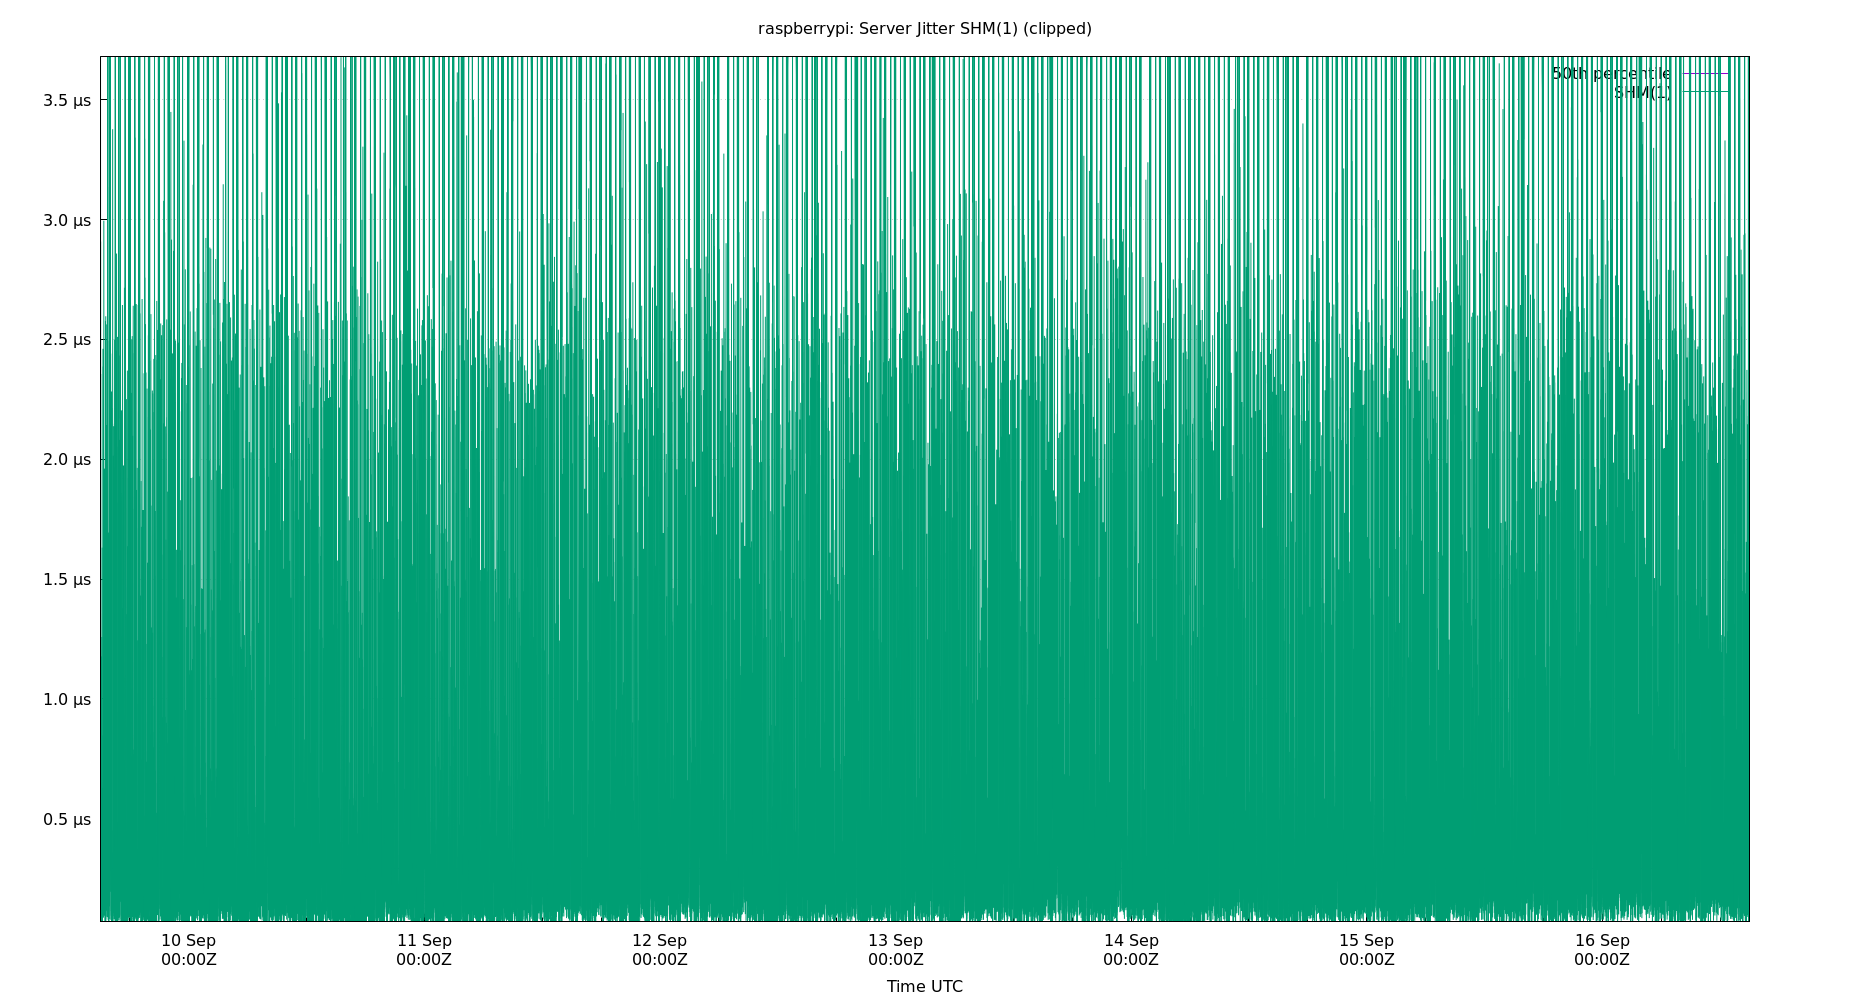 raspberrypi: Server Jitter SHM(1) (clipped)
50th percentile
SHM(1)
3.5 µs
3.0 µs
2.5 µs
2.0 µs
1.5 µs
1.0 µs
0.5 µs
10 Sep 11 Sep 12 Sep 13 Sep 14 Sep 15 Sep 16 Sep
00:00Z 00:00Z 00:00Z 00:00Z 00:00Z 00:00Z 00:00Z
Time UTC